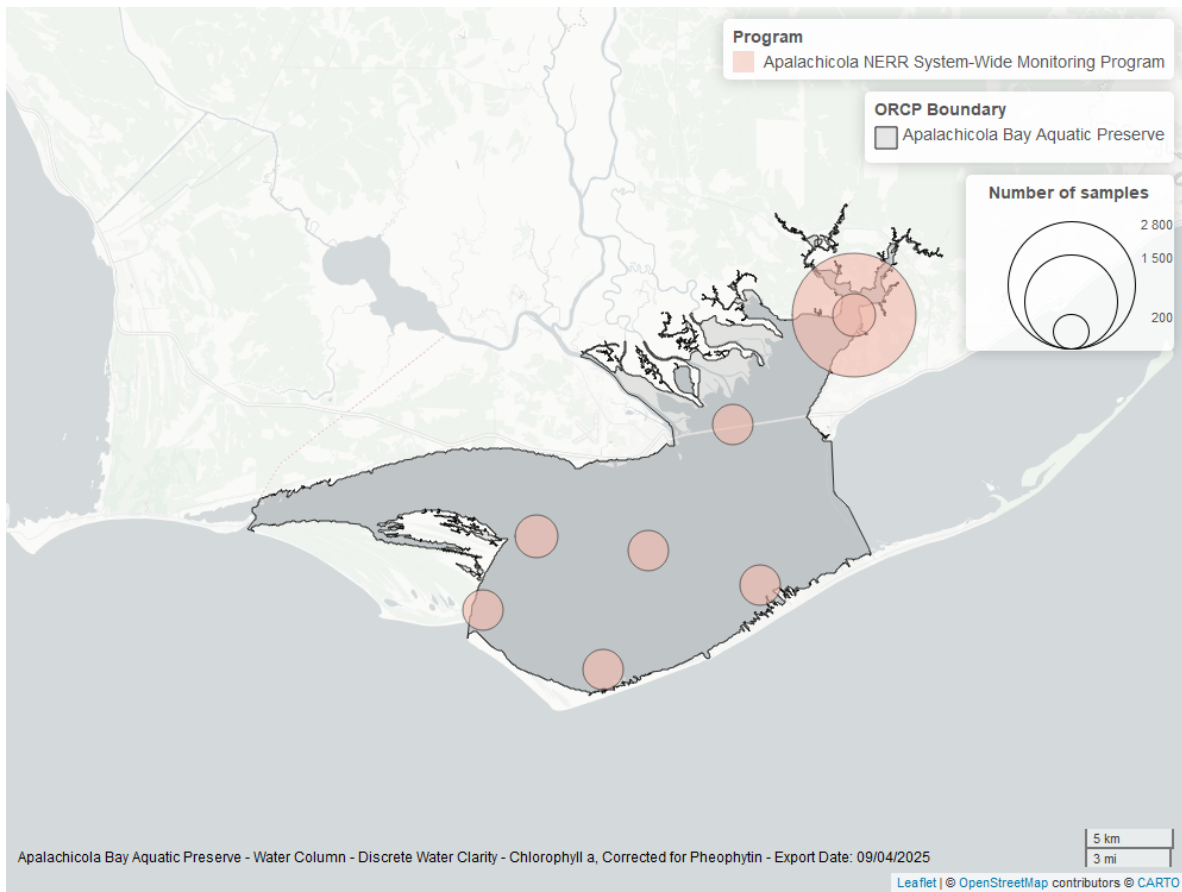 Program
Apalachicola NERR System-Wide Monitoring Program
ORCP Boundary
Apalachicola Bay Aquatic Preserve
Number of samples
2 800
1 500
200
5 km
3 mi
Apalachicola Bay Aquatic Preserve - Water Column - Discrete Water Clarity - Chlorophyll a, Corrected for Pheophytin - Export Date: 09/04/2025
Leaflet | © OpenStreetMap contributors © CARTO